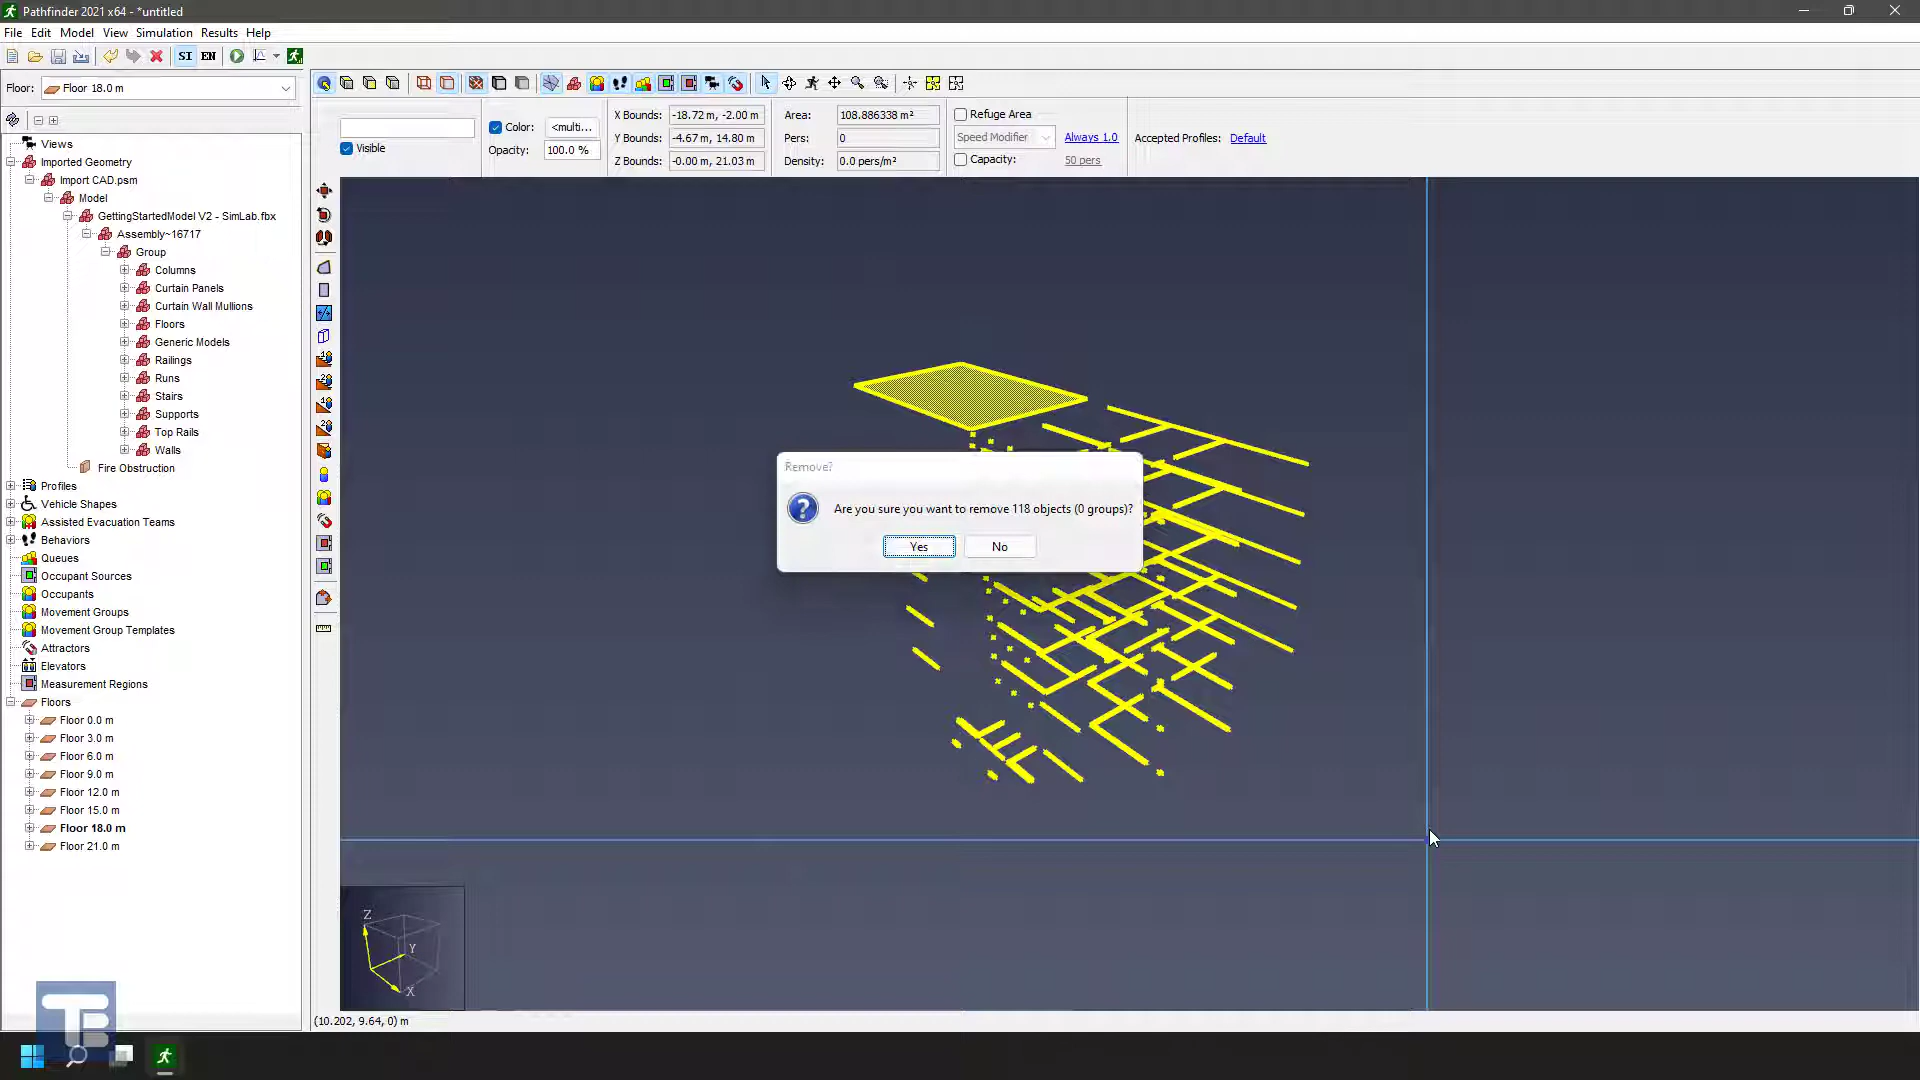 Pathfinder 2021 x64 - *untitled
File Edit Model View Simulation Results Help
SI EN
Floor: Floor 18.0 m
Visible
Color: <multi...
Opacity: 100.0 %
X Bounds: -18.72 m, -2.00 m
Y Bounds: -4.67 m, 14.80 m
Z Bounds: -0.00 m, 21.03 m
Area: 108.886338 m²
Pers: 0
Density: 0.0 pers/m²
Refuge Area
Speed Modifier Always 1.0
Capacity: 50 pers
Accepted Profiles: Default
Views
Imported Geometry
Import CAD.psm
Model
GettingStartedModel V2 - SimLab.fbx
Assembly~16717
Group
Columns
Curtain Panels
Curtain Wall Mullions
Floors
Generic Models
Railings
Runs
Stairs
Supports
Top Rails
Walls
Fire Obstruction
Profiles
Vehicle Shapes
Assisted Evacuation Teams
Behaviors
Queues
Occupant Sources
Occupants
Movement Groups
Movement Group Templates
Attractors
Elevators
Measurement Regions
Floors
Floor 0.0 m
Floor 3.0 m
Floor 6.0 m
Floor 9.0 m
Floor 12.0 m
Floor 15.0 m
Floor 18.0 m
Floor 21.0 m
Remove?
Are you sure you want to remove 118 objects (0 groups)?
Yes No
Z
Y
X
(10.202, 9.64, 0) m
TB